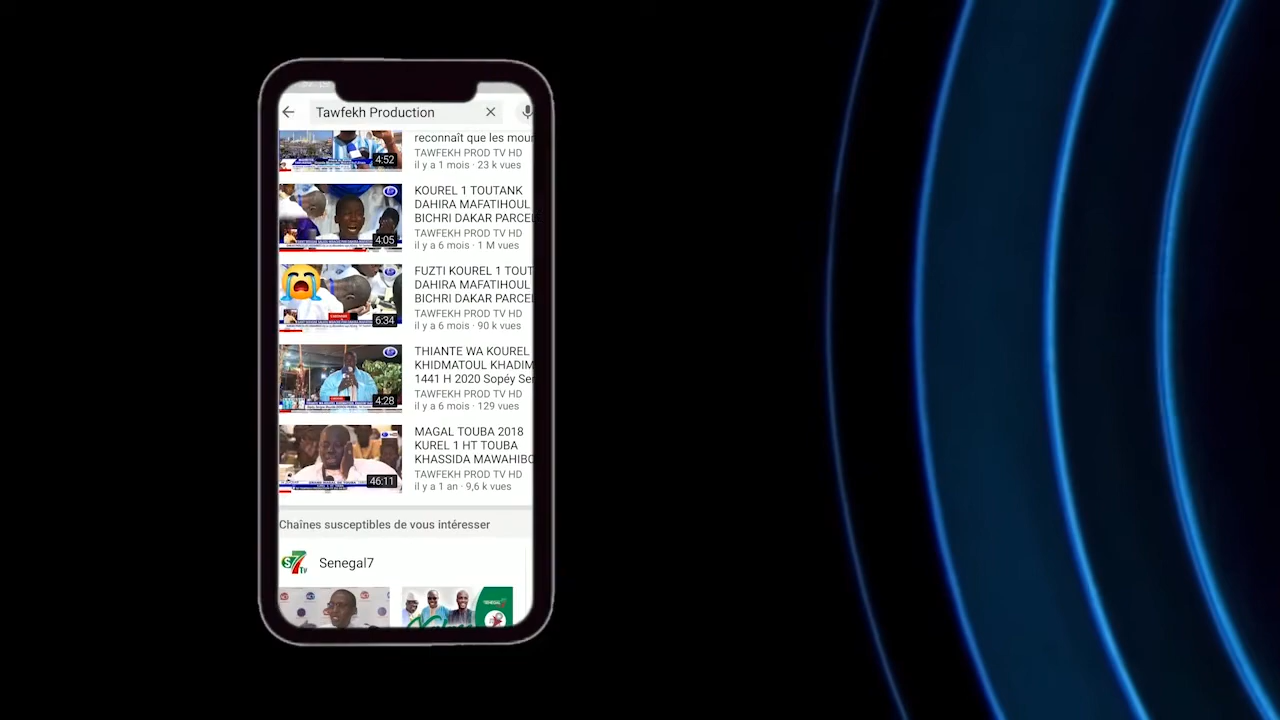 Tawfekh Production
reconnaît que les mour
TAWFEKH PROD TV HD
il y a 1 mois · 23 k vues
4:52
KOUREL 1 TOUTANK
DAHIRA MAFATIHOUL
BICHRI DAKAR PARCEL
TAWFEKH PROD TV HD
il y a 6 mois · 1 M vues
4:05
FUZTI KOUREL 1 TOUT
DAHIRA MAFATIHOUL
BICHRI DAKAR PARCEL
TAWFEKH PROD TV HD
6:34
THIANTE WA KOUREL
KHIDMATOUL KHADIM
1441 H 2020 Sopéy Ser
TAWFEKH PROD TV HD
il y a 6 mois · 129 k vues
4:28
MAGAL TOUBA 2018
KUREL 1 HT TOUBA
KHASSIDA MAWAHIBO
TAWFEKH PROD TV HD
il y a 1 an · 9,6 k vues
46:11
Chaînes susceptibles de vous intéresser
S7 TV
Senegal7